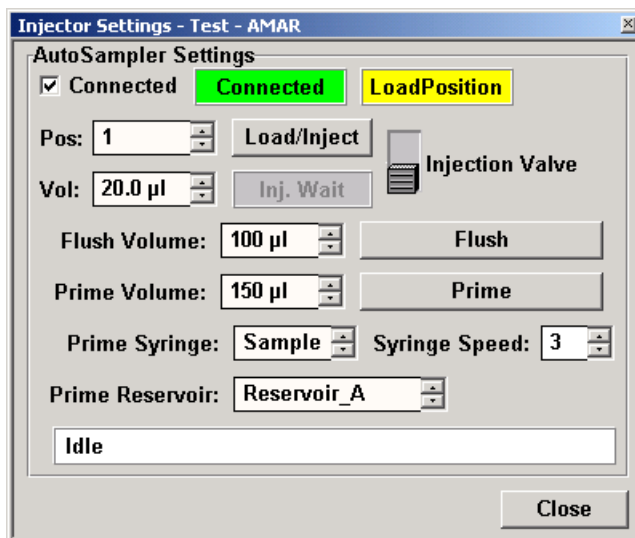 Injector Settings - Test - AMAR
AutoSampler Settings
Connected Connected LoadPosition
Pos: 1 Load/Inject
Injection Valve
Vol: 20.0 µl Inj. Wait
Flush Volume: 100 µl Flush
Prime Volume: 150 µl Prime
Prime Syringe: Sample Syringe Speed: 3
Prime Reservoir: Reservoir_A
Idle
Close